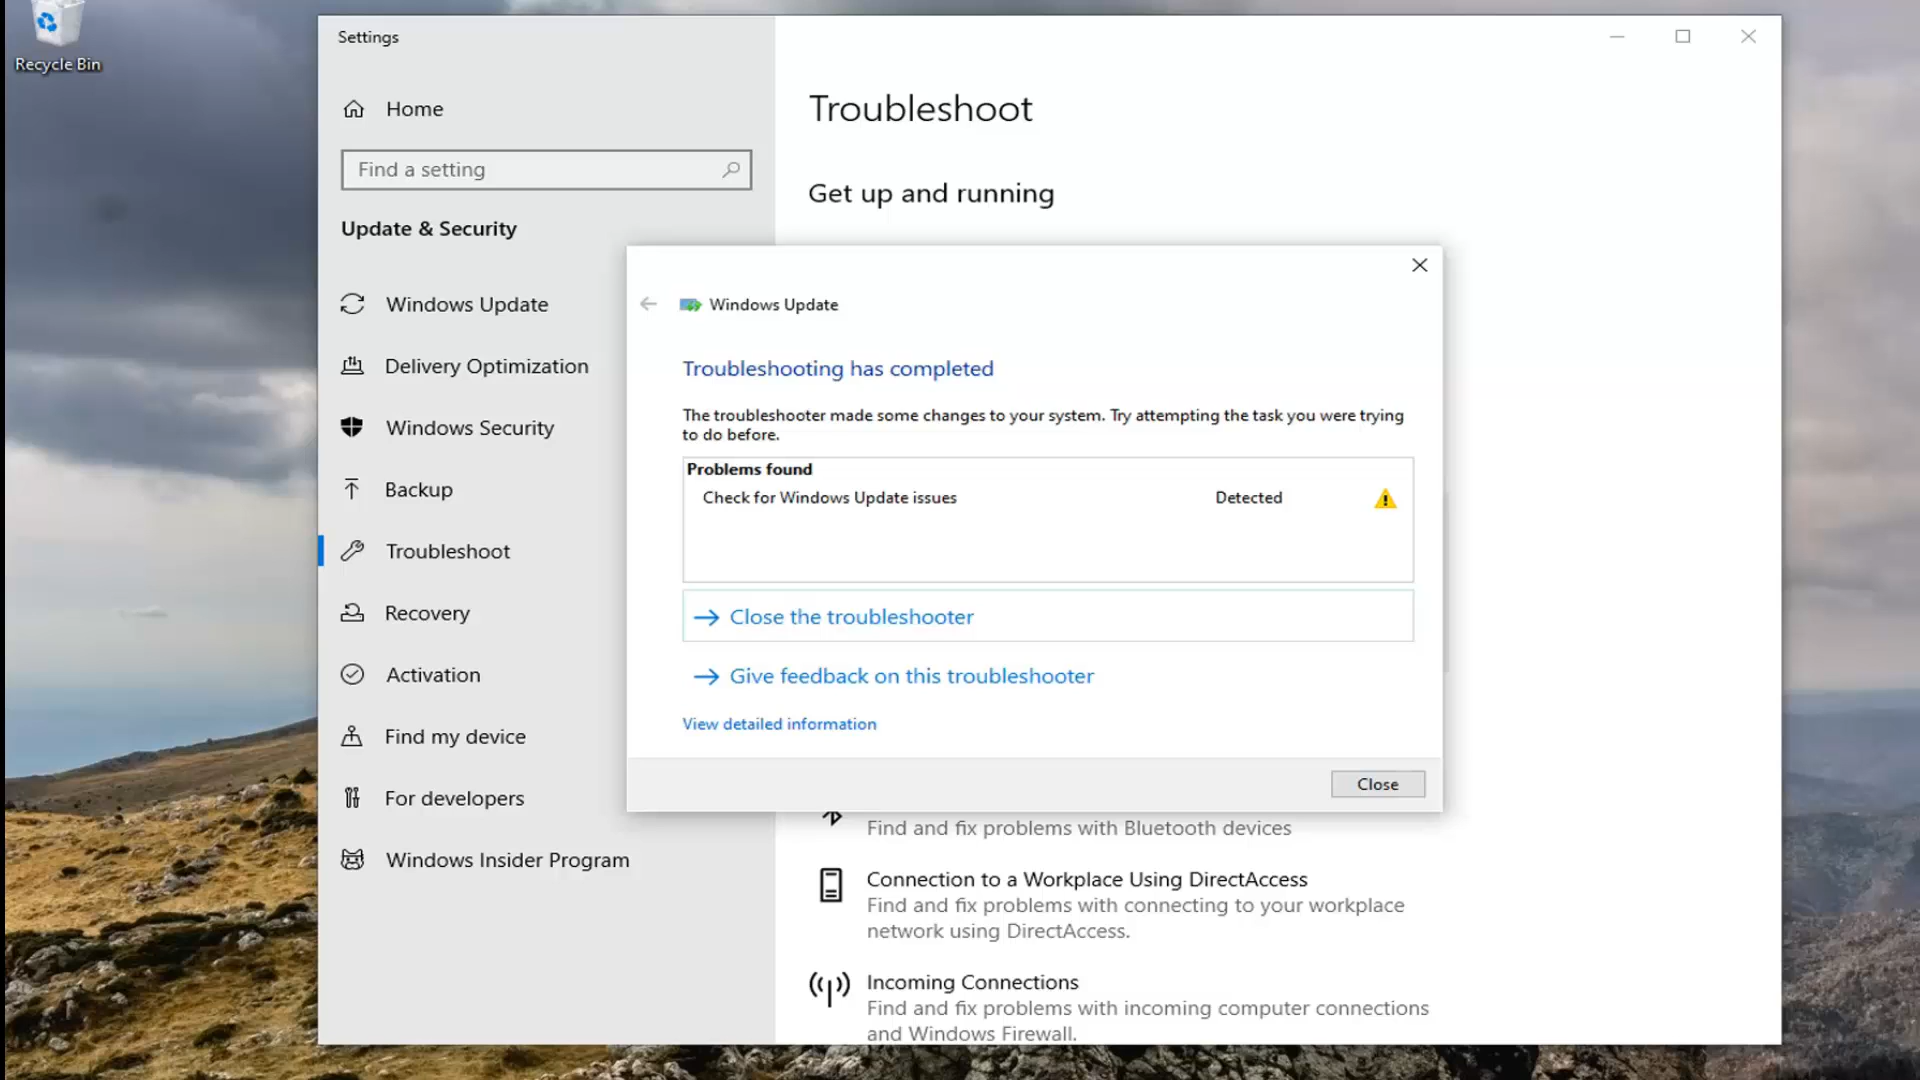 Recycle Bin
Settings
Home
Find a setting
Update & Security
Windows Update
Delivery Optimization
Windows Security
Backup
Troubleshoot
Recovery
Activation
Find my device
For developers
Windows Insider Program
Troubleshoot
Get up and running
Windows Update
Troubleshooting has completed
The troubleshooter made some changes to your system. Try attempting the task you were trying
to do before.
Problems found
Check for Windows Update issues Detected
Close the troubleshooter
Give feedback on this troubleshooter
View detailed information
Close
Find and fix problems with Bluetooth devices
Connection to a Workplace Using DirectAccess
Find and fix problems with connecting to your workplace
network using DirectAccess.
Incoming Connections
Find and fix problems with incoming computer connections
and Windows Firewall.